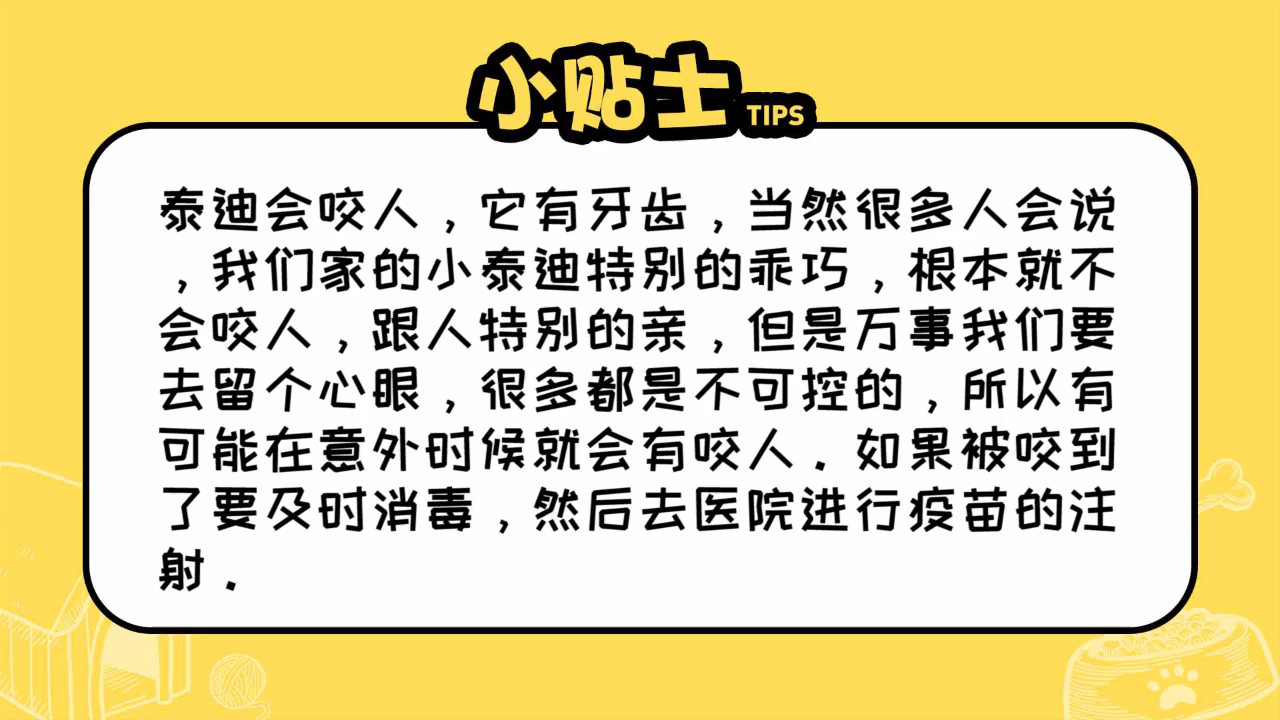 小贴士 TIPS
泰迪会咬人，它有牙齿，当然很多人会说
，我们家的小泰迪特别的乖巧，根本就不
会咬人，跟人特别的亲，但是万事我们要
去留个心眼，很多都是不可控的，所以有
可能在意外时候就会有咬人．如果被咬到
了要及时消毒，然后去医院进行疫苗的注
射．